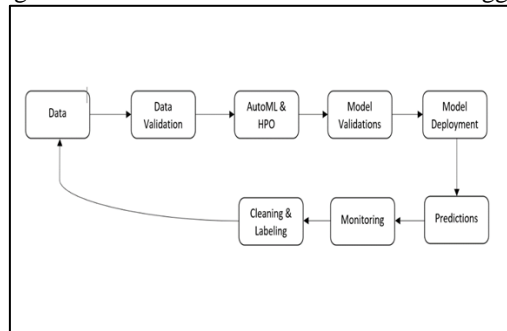 Data
Data
Validation
AutoML &
HPO
Model
Validations
Model
Deployment
Cleaning &
Labeling
Monitoring
Predictions